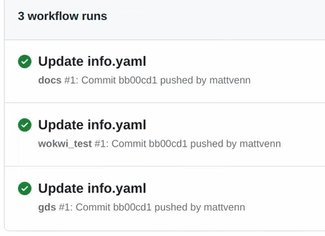 3 workflow runs
Update info.yaml
docs #1: Commit bb00cd1 pushed by mattvenn
Update info.yaml
wokwi_test #1: Commit bb00cd1 pushed by mattvenn
Update info.yaml
gds #1: Commit bb00cd1 pushed by mattvenn